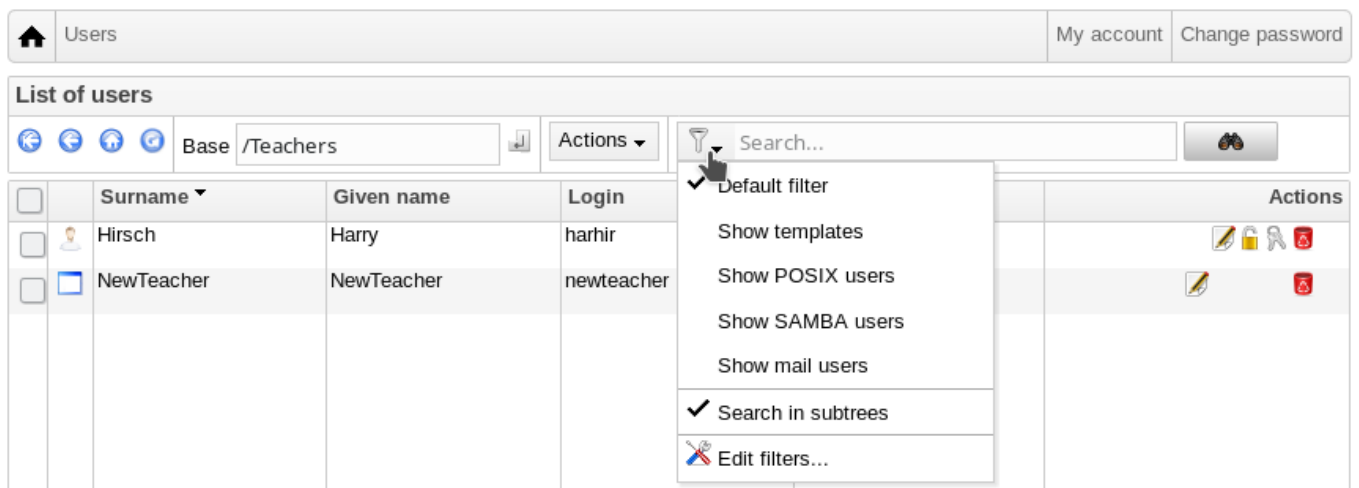 Users My account Change password
List of users
Base /Teachers Actions Search...
Surname Given name Login Actions
Default filter
Hirsch Harry harhir
Show templates
NewTeacher NewTeacher newteacher
Show POSIX users
Show SAMBA users
Show mail users
Search in subtrees
Edit filters...